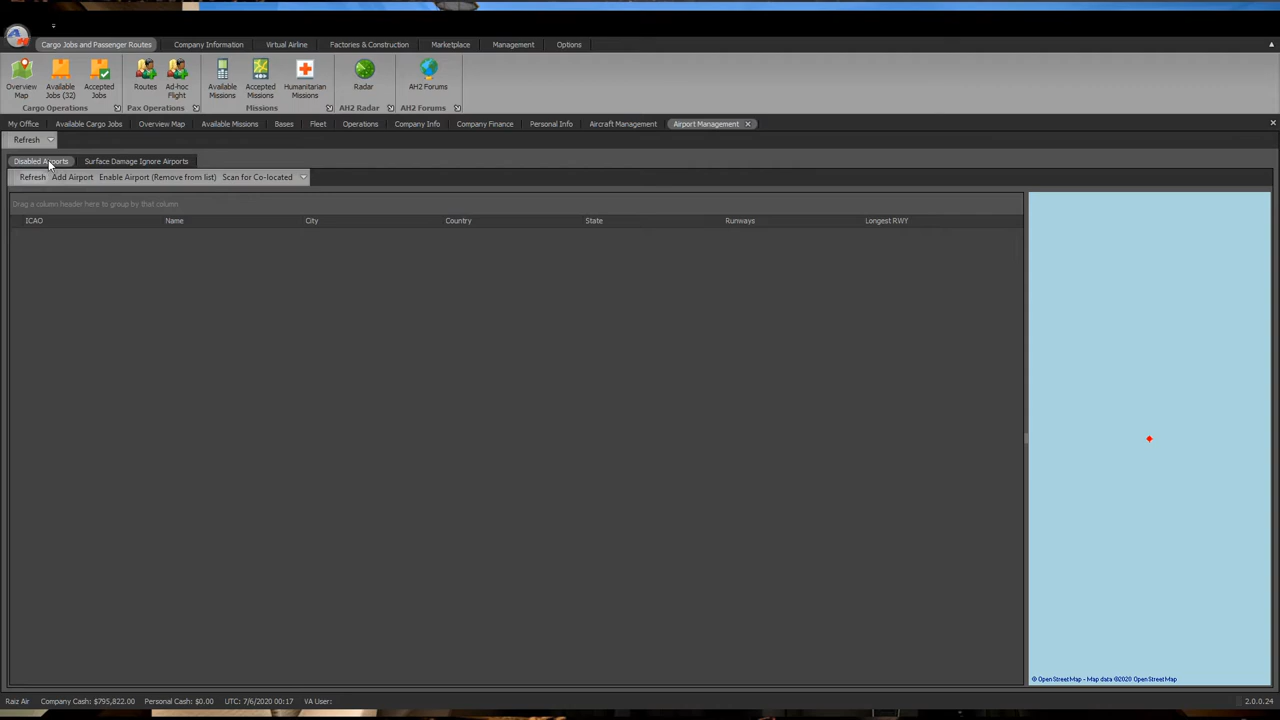 Cargo Jobs and Passenger Routes Company Information Virtual Airline Factories & Construction Marketplace Management Options
Overview Map
Available Jobs (32)
Accepted Jobs
Routes
Ad-hoc Flight
Available Missions
Accepted Missions
Humanitarian Missions
Radar
AH2 Forums
Cargo Operations Pax Operations Missions AH2 Radar AH2 Forums
My Office Available Cargo Jobs Overview Map Available Missions Bases Fleet Operations Company Info Company Finance Personal Info Aircraft Management Airport Management
Refresh
Disabled Airports Surface Damage Ignore Airports
Refresh Add Airport Enable Airport (Remove from list) Scan for Co-located
Drag a column header here to group by that column
ICAO Name City Country State Runways Longest RWY
© OpenStreetMap - Map data ©2020 OpenStreetMap
Raiz Air Company Cash: $795,822.00 Personal Cash: $0.00 UTC: 7/6/2020 00:17 VA User: 2.0.0.24